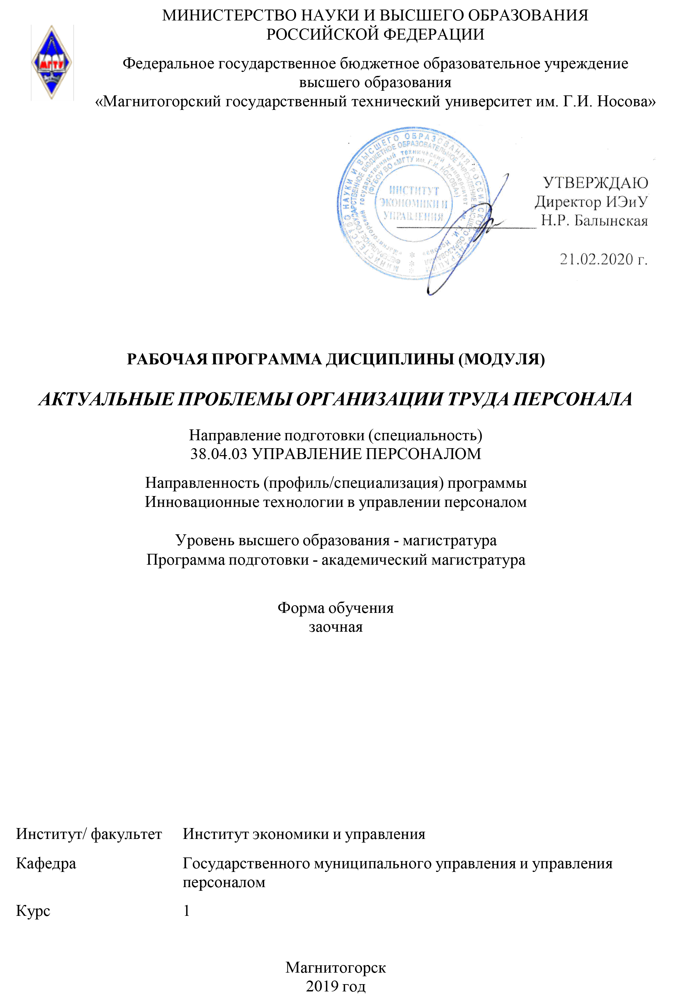 МИНИСТЕРСТВО НАУКИ И ВЫСШЕГО ОБРАЗОВАНИЯ
РОССИЙСКОЙ ФЕДЕРАЦИИ
МГТУ
Федеральное государственное бюджетное образовательное учреждение
высшего образования
«Магнитогорский государственный технический университет им. Г.И. Носова»
МИНИСТЕРСТВО НАУКИ И ВЫСШЕГО ОБРАЗОВАНИЯ РОССИЙСКОЙ ФЕДЕРАЦИИ
ФЕДЕРАЛЬНОЕ ГОСУДАРСТВЕННОЕ БЮДЖЕТНОЕ ОБРАЗОВАТЕЛЬНОЕ УЧРЕЖДЕНИЕ ВЫСШЕГО ОБРАЗОВАНИЯ
«Магнитогорский государственный технический университет им. Г.И. Носова»
(ФГБОУ ВО «МГТУ им. Г.И. НОСОВА»)
ИНСТИТУТ
ЭКОНОМИКИ И
УПРАВЛЕНИЯ
УТВЕРЖДАЮ
Директор ИЭиУ
Н.Р. Балынская
21.02.2020 г.
РАБОЧАЯ ПРОГРАММА ДИСЦИПЛИНЫ (МОДУЛЯ)
АКТУАЛЬНЫЕ ПРОБЛЕМЫ ОРГАНИЗАЦИИ ТРУДА ПЕРСОНАЛА
Направление подготовки (специальность)
38.04.03 УПРАВЛЕНИЕ ПЕРСОНАЛОМ
Направленность (профиль/специализация) программы
Инновационные технологии в управлении персоналом
Уровень высшего образования - магистратура
Программа подготовки - академический магистратура
Форма обучения
заочная
Институт/ факультет Институт экономики и управления
Кафедра Государственного муниципального управления и управления
персоналом
Курс 1
Магнитогорск
2019 год